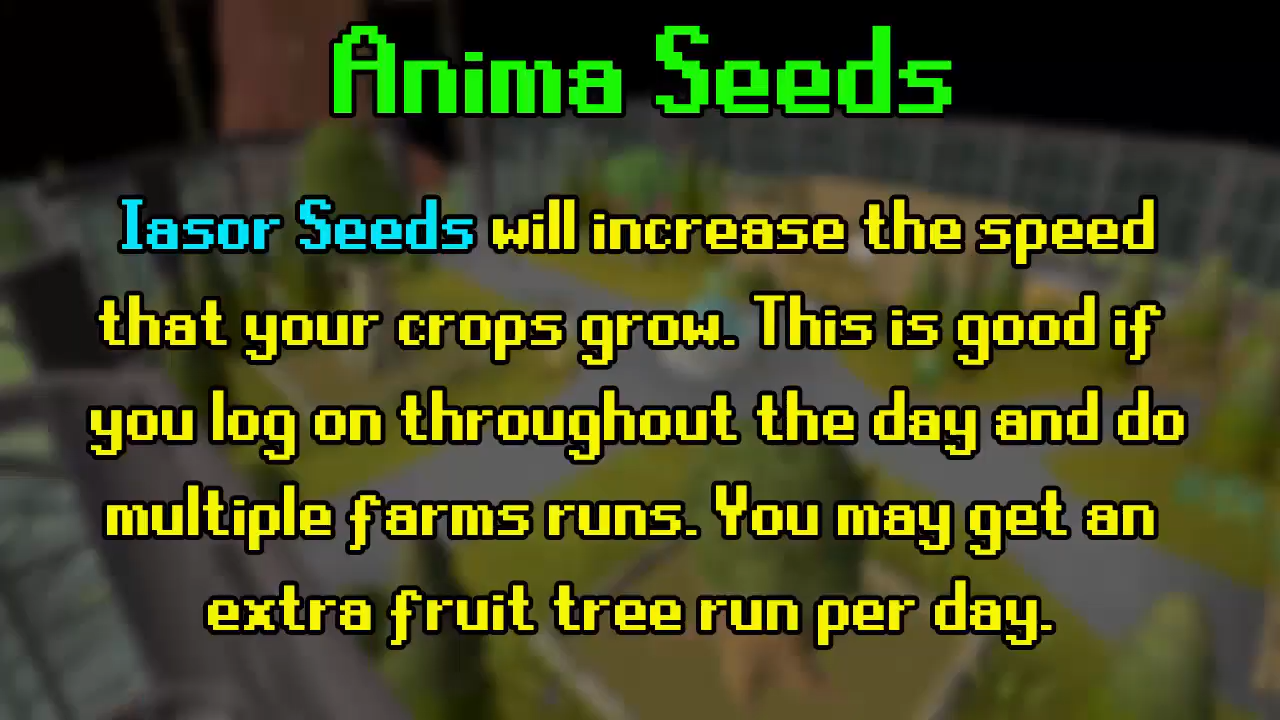 Anima Seeds
Iasor Seeds will increase the speed
that your crops grow. This is good if
you log on throughout the day and do
multiple farms runs. You may get an
extra fruit tree run per day.